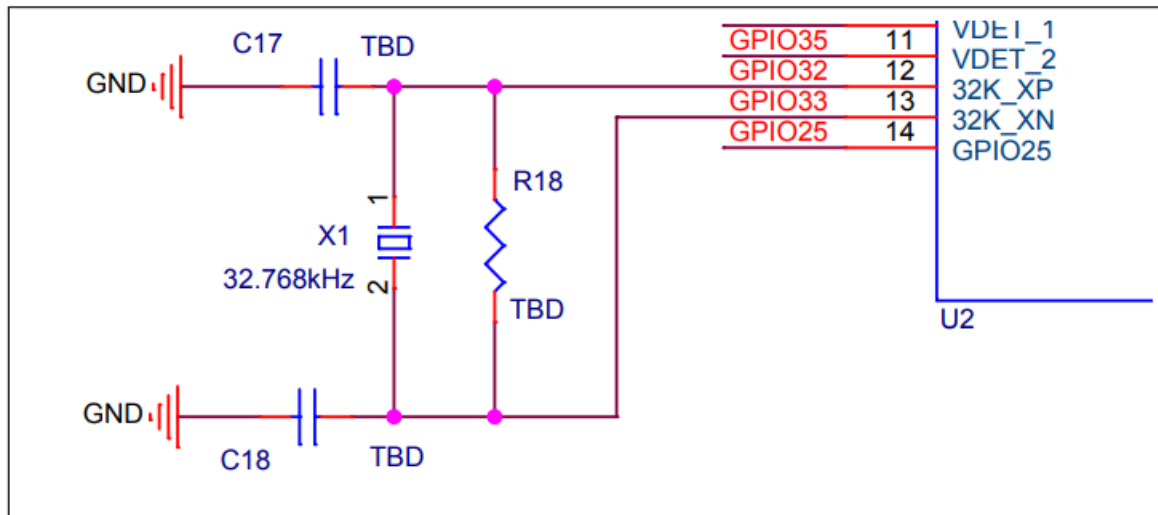 C17
TBD
GND
GPIO35
11
VDET_1
VDET_2
GPIO32
12
32K_XP
GPIO33
13
32K_XN
GPIO25
14
GPIO25
R18
1
X1
32.768kHz
2
TBD
U2
GND
C18
TBD